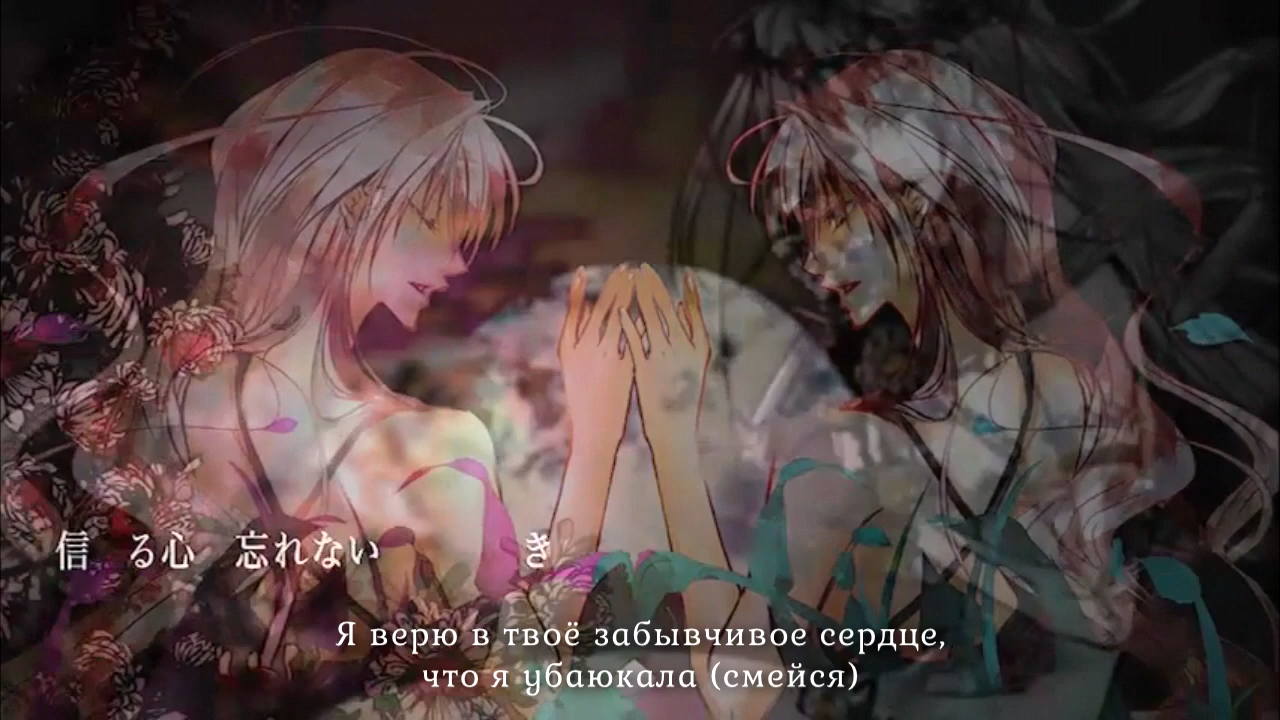 信 る心 忘れない き
Я верю в твоё забывчивое сердце,
что я убаюкала (смейся)